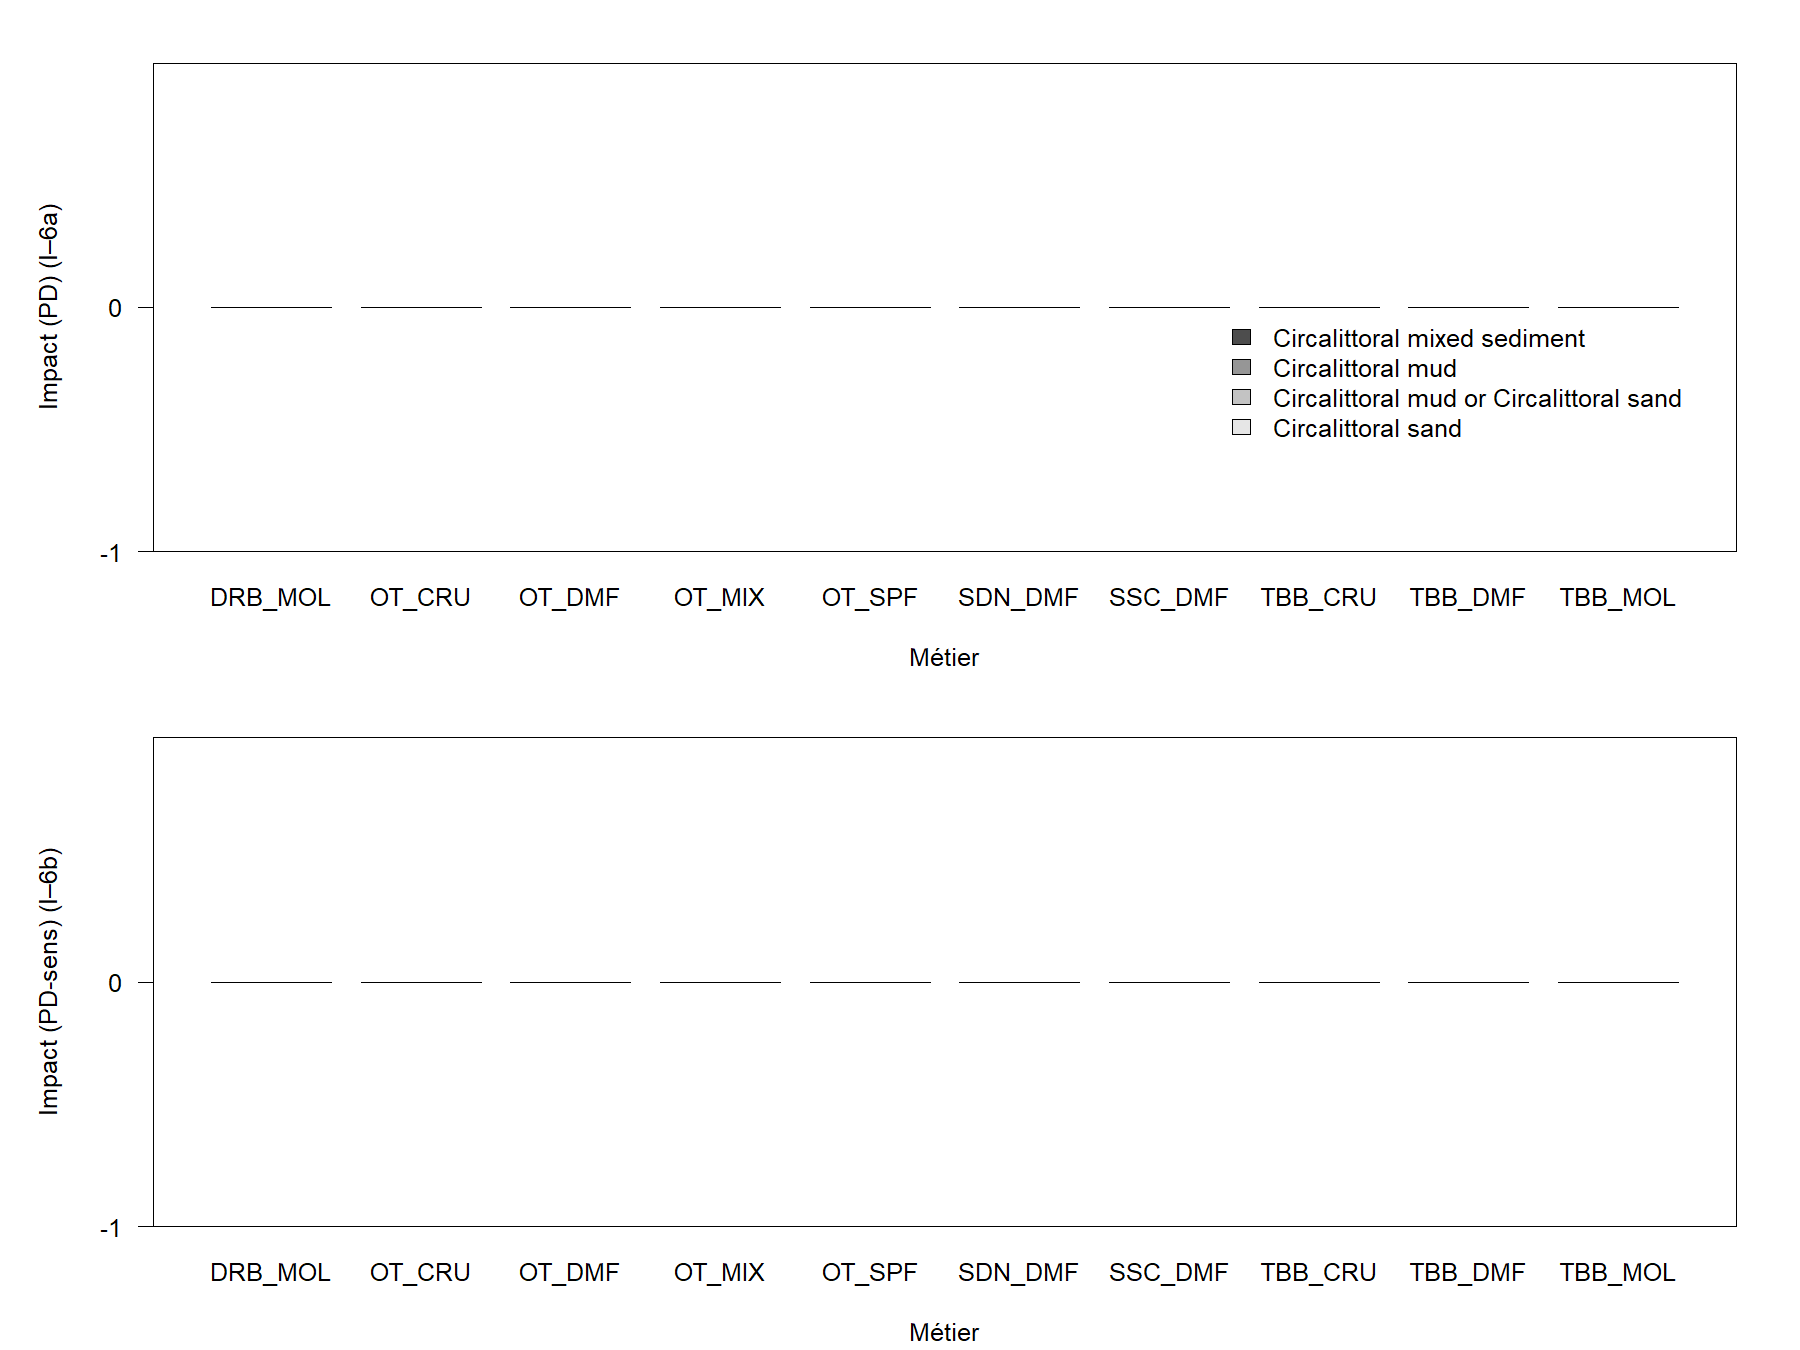 Impact (PD) (I–6a)
0
-1
Circalittoral mixed sediment
Circalittoral mud
Circalittoral mud or Circalittoral sand
Circalittoral sand
DRB_MOL OT_CRU OT_DMF OT_MIX OT_SPF SDN_DMF SSC_DMF TBB_CRU TBB_DMF TBB_MOL
Métier
Impact (PD-sens) (I–6b)
0
-1
DRB_MOL OT_CRU OT_DMF OT_MIX OT_SPF SDN_DMF SSC_DMF TBB_CRU TBB_DMF TBB_MOL
Métier